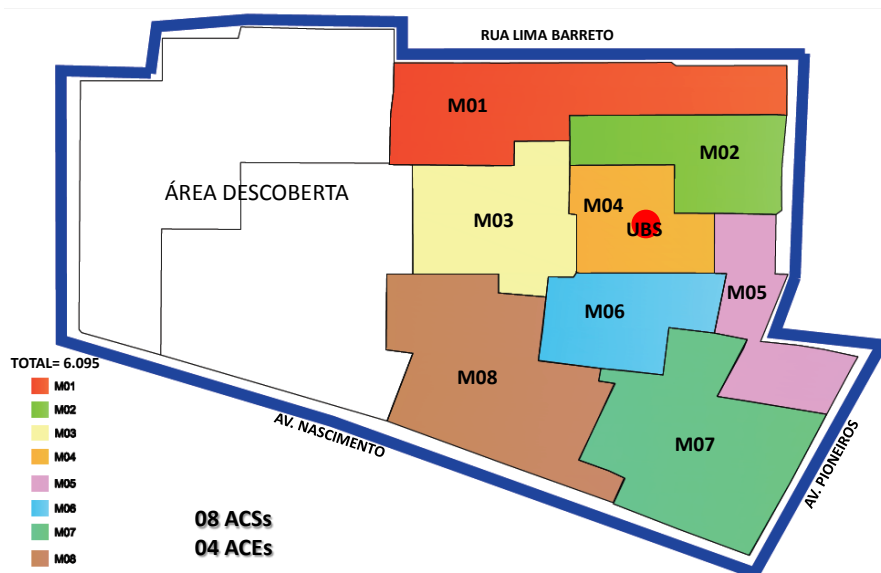 RUA LIMA BARRETO
M01
M02
ÁREA DESCOBERTA
M04
M03
UBS
M05
M06
TOTAL= 6.095
M01
M02
M03
M04
M05
M06
M07
M08
M08
AV. NASCIMENTO
M07
AV. PIONEIROS
08 ACSs
04 ACEs